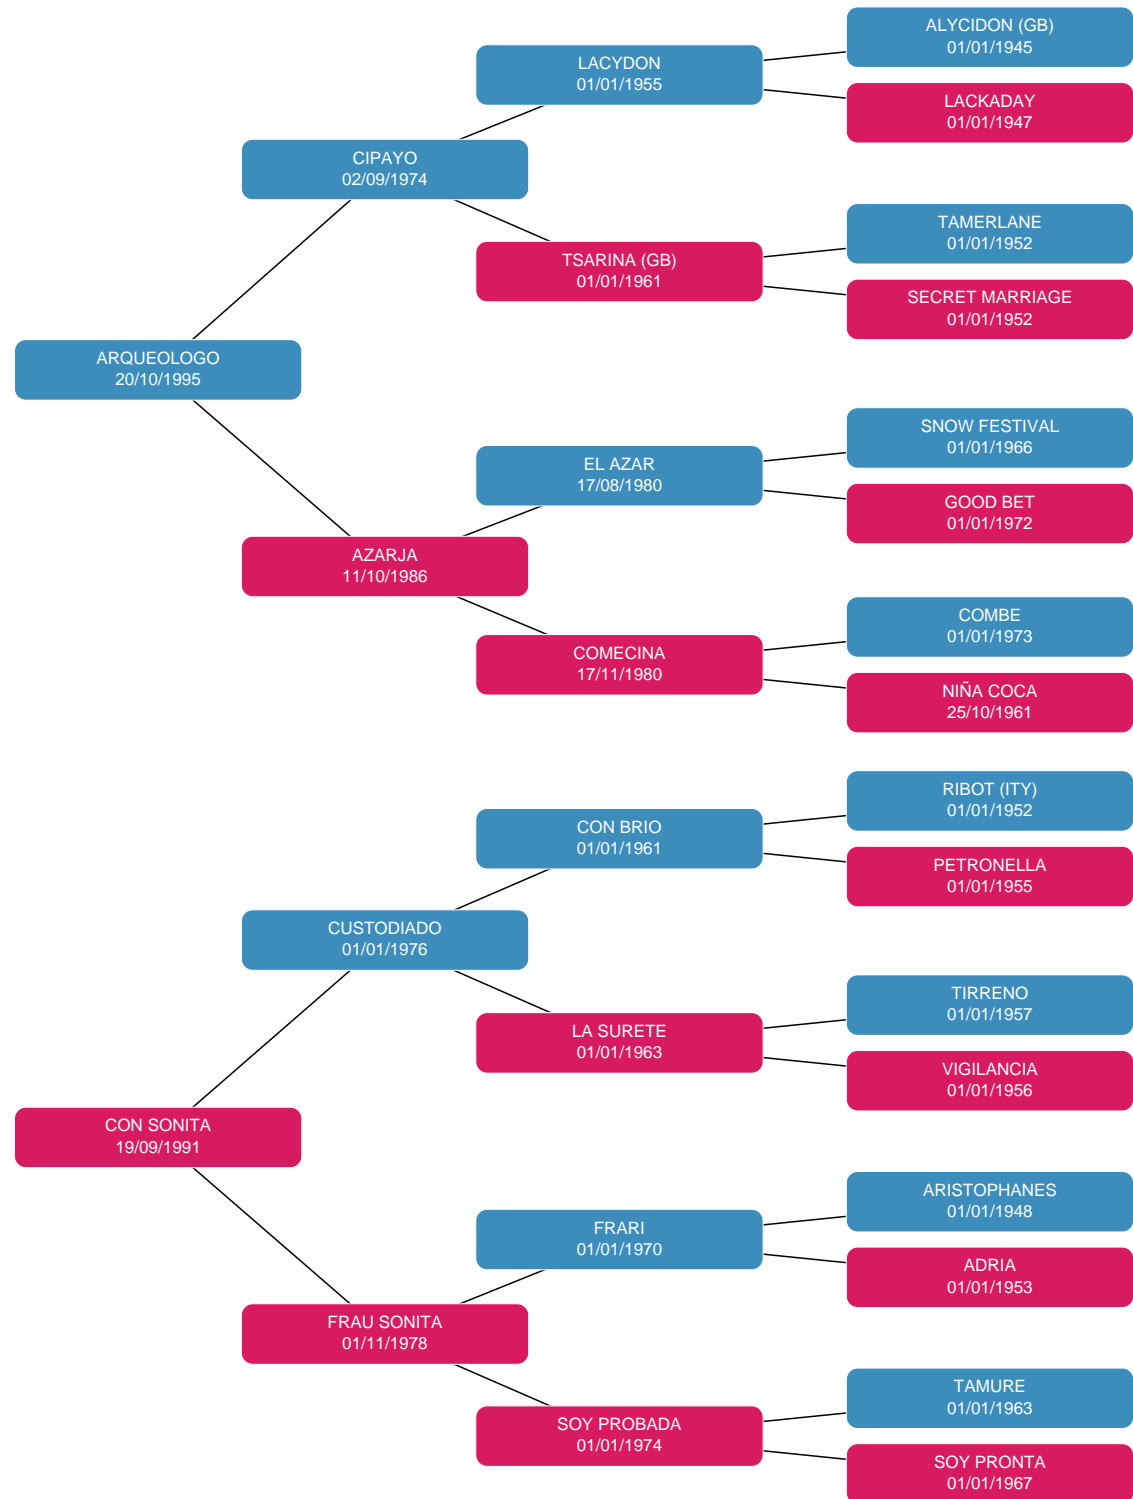 ALYCIDON (GB)
01/01/1945
LACYDON
01/01/1955
LACKADAY
01/01/1947
CIPAYO
02/09/1974
TAMERLANE
01/01/1952
TSARINA (GB)
01/01/1961
SECRET MARRIAGE
01/01/1952
ARQUEOLOGO
20/10/1995
SNOW FESTIVAL
01/01/1966
EL AZAR
17/08/1980
GOOD BET
01/01/1972
AZARJA
11/10/1986
COMBE
01/01/1973
COMECINA
17/11/1980
NIÑA COCA
25/10/1961
RIBOT (ITY)
01/01/1952
CON BRIO
01/01/1961
PETRONELLA
01/01/1955
CUSTODIADO
01/01/1976
TIRRENO
01/01/1957
LA SURETE
01/01/1963
VIGILANCIA
01/01/1956
CON SONITA
19/09/1991
ARISTOPHANES
01/01/1948
FRARI
01/01/1970
ADRIA
01/01/1953
FRAU SONITA
01/11/1978
TAMURE
01/01/1963
SOY PROBADA
01/01/1974
SOY PRONTA
01/01/1967